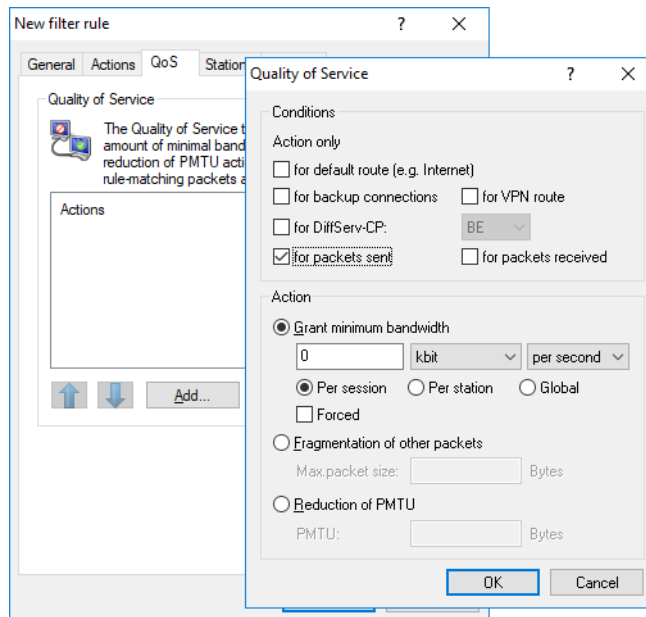 New filter rule
General Actions QoS Station
Quality of Service
The Quality of Service t
amount of minimal band
reduction of PMTU acti
rule-matching packets a
Actions
Add...
Quality of Service
Conditions
Action only
for default route (e.g. Internet)
for backup connections for VPN route
for DiffServ-CP: BE
for packets sent for packets received
Action
Grant minimum bandwidth
0 kbit per second
Per session Per station Global
Forced
Fragmentation of other packets
Max.packet size: Bytes
Reduction of PMTU
PMTU: Bytes
OK Cancel